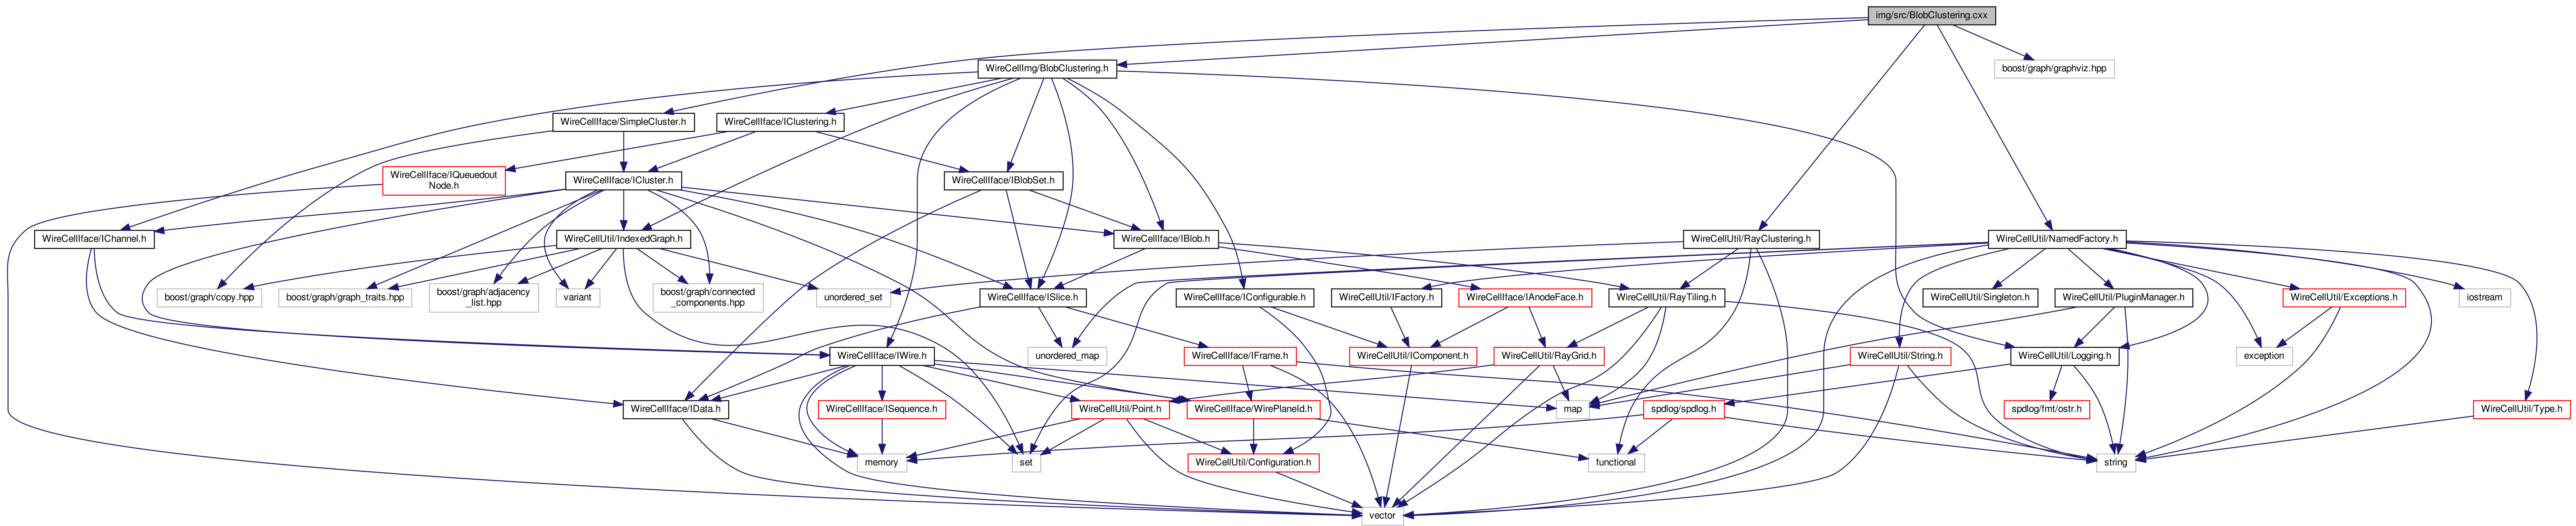 img/src/BlobClustering.cxx
WireCellImg/BlobClustering.h
boost/graph/graphviz.hpp
WireCellIface/SimpleCluster.h
WireCellIface/IClustering.h
WireCellIface/IQueuedout
Node.h
WireCellIface/ICluster.h
WireCellIface/IBlobSet.h
WireCellIface/IChannel.h
WireCellUtil/IndexedGraph.h
WireCellIface/IBlob.h
WireCellUtil/RayClustering.h
WireCellUtil/NamedFactory.h
boost/graph/copy.hpp
boost/graph/graph_traits.hpp
boost/graph/adjacency
_list.hpp
variant
boost/graph/connected
_components.hpp
unordered_set
WireCellIface/ISlice.h
WireCellIface/IConfigurable.h
WireCellUtil/IFactory.h
WireCellIface/IAnodeFace.h
WireCellUtil/RayTiling.h
WireCellUtil/Singleton.h
WireCellUtil/PluginManager.h
WireCellUtil/Exceptions.h
iostream
WireCellIface/IWire.h
unordered_map
WireCellIface/IFrame.h
WireCellUtil/IComponent.h
WireCellUtil/RayGrid.h
WireCellUtil/String.h
WireCellUtil/Logging.h
exception
WireCellIface/IData.h
WireCellIface/ISequence.h
WireCellUtil/Point.h
WireCellIface/WirePlaneId.h
map
spdlog/spdlog.h
spdlog/fmt/ostr.h
WireCellUtil/Type.h
memory
set
WireCellUtil/Configuration.h
functional
string
vector